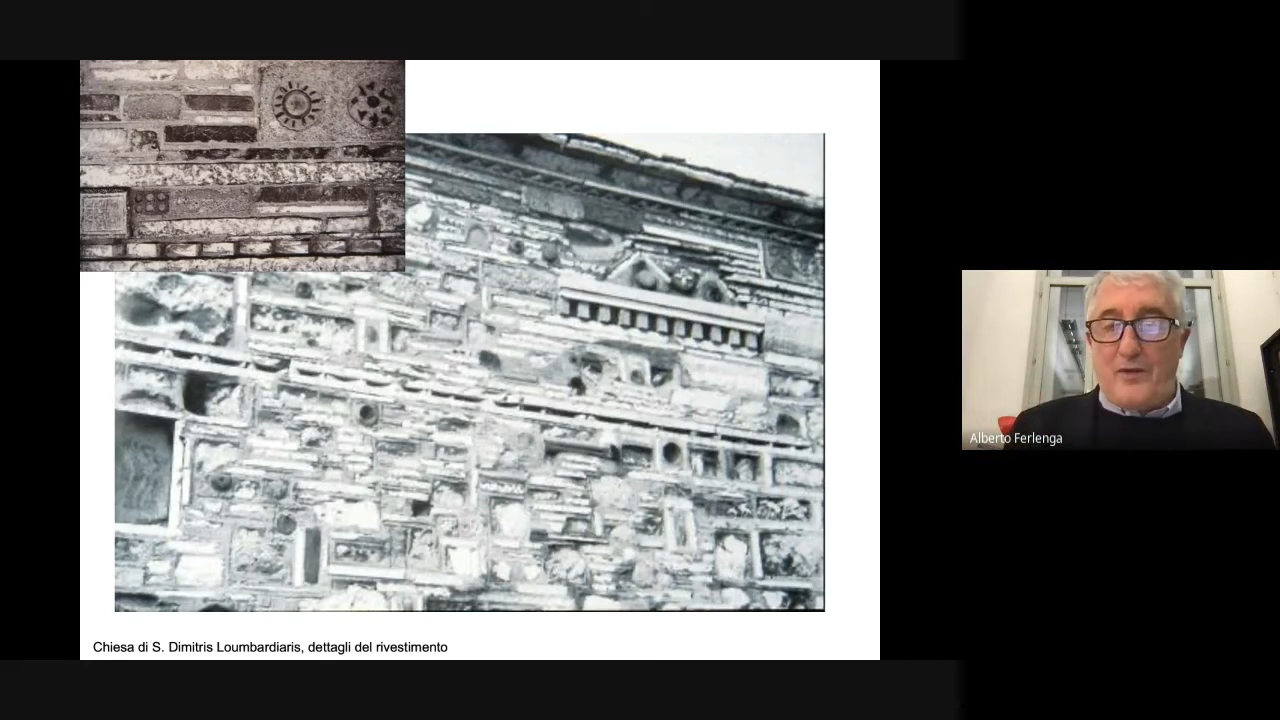 Alberto Ferlenga
Chiesa di S. Dimitris Loumbardiaris, dettagli del rivestimento